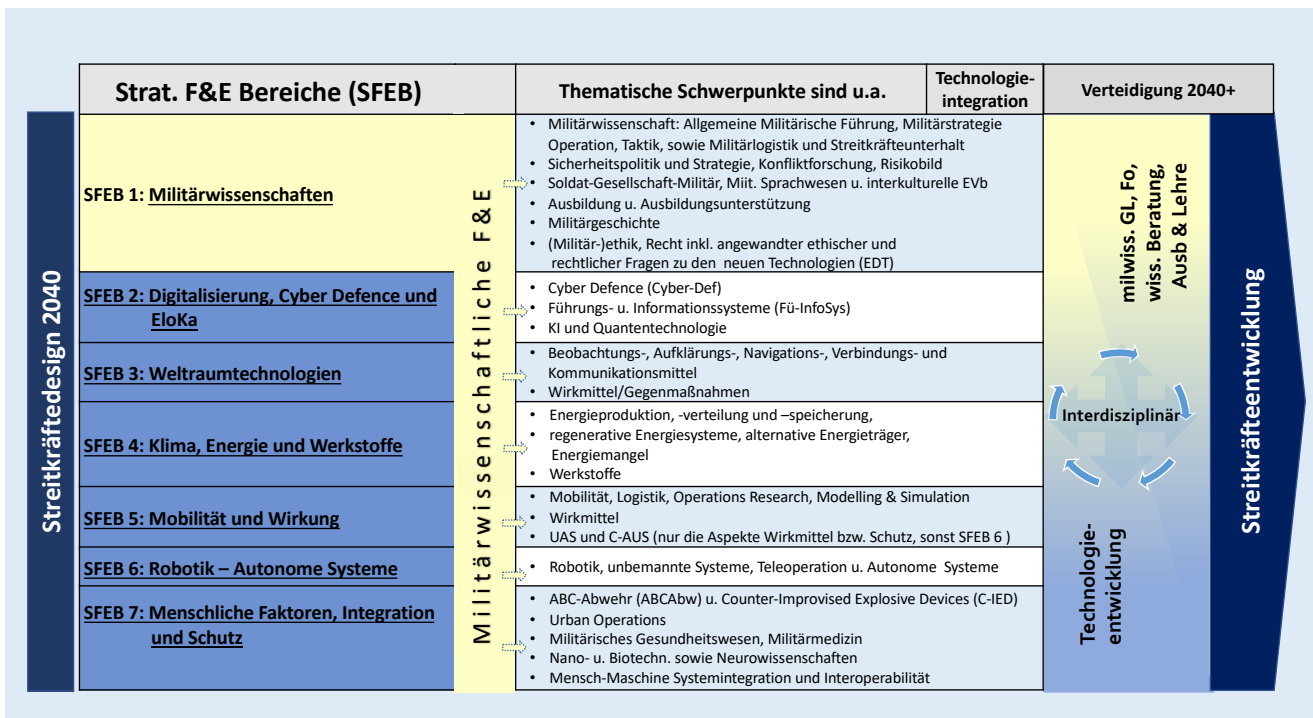 Strat. F&E Bereiche (SFEB)
Thematische Schwerpunkte sind u.a.
Technologie-
integration
Verteidigung 2040+
Streitkräftedesign 2040
SFEB 1: Militärwissenschaften
SFEB 2: Digitalisierung, Cyber Defence und
EloKa
SFEB 3: Weltraumtechnologien
SFEB 4: Klima, Energie und Werkstoffe
SFEB 5: Mobilität und Wirkung
SFEB 6: Robotik – Autonome Systeme
SFEB 7: Menschliche Faktoren, Integration
und Schutz
Militärwissenschaftliche F&E
• Militärwissenschaft: Allgemeine Militärische Führung, Militärstrategie
Operation, Taktik, sowie Militärlogistik und Streitkräfteunterhalt
• Sicherheitspolitik und Strategie, Konfliktforschung, Risikobild
• Soldat-Gesellschaft-Militär, Miit. Sprachwesen u. interkulturelle EVb
• Ausbildung u. Ausbildungsunterstützung
• Militärgeschichte
• (Militär-)ethik, Recht inkl. angewandter ethischer und
rechtlicher Fragen zu den neuen Technologien (EDT)
• Cyber Defence (Cyber-Def)
• Führungs- u. Informationssysteme (Fü-InfoSys)
• KI und Quantentechnologie
• Beobachtungs-, Aufklärungs-, Navigations-, Verbindungs- und
Kommunikationsmittel
• Wirkmittel/Gegenmaßnahmen
• Energieproduktion, -verteilung und –speicherung,
• regenerative Energiesysteme, alternative Energieträger,
Energiemangel
• Werkstoffe
• Mobilität, Logistik, Operations Research, Modelling & Simulation
• Wirkmittel
• UAS und C-AUS (nur die Aspekte Wirkmittel bzw. Schutz, sonst SFEB 6 )
• Robotik, unbemannte Systeme, Teleoperation u. Autonome Systeme
• ABC-Abwehr (ABCAbw) u. Counter-Improvised Explosive Devices (C-IED)
• Urban Operations
• Militärisches Gesundheitswesen, Militärmedizin
• Nano- u. Biotechn. sowie Neurowissenschaften
• Mensch-Maschine Systemintegration und Interoperabilität
milwiss. GL, Fo,
wiss. Beratung,
Ausb & Lehre
Interdisziplinär
Technologie-
entwicklung
Streitkräfteentwicklung